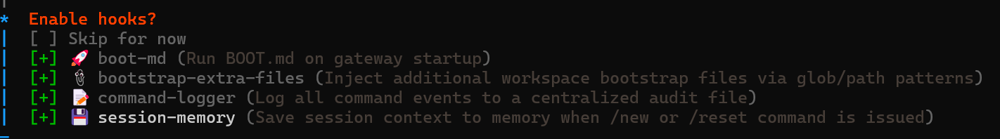 * Enable hooks?
[ ] Skip for now
[+] 🚀 boot-md (Run BOOT.md on gateway startup)
[+] 📎 bootstrap-extra-files (Inject additional workspace bootstrap files via glob/path patterns)
[+] 📝 command-logger (Log all command events to a centralized audit file)
[+] 💾 session-memory (Save session context to memory when /new or /reset command is issued)